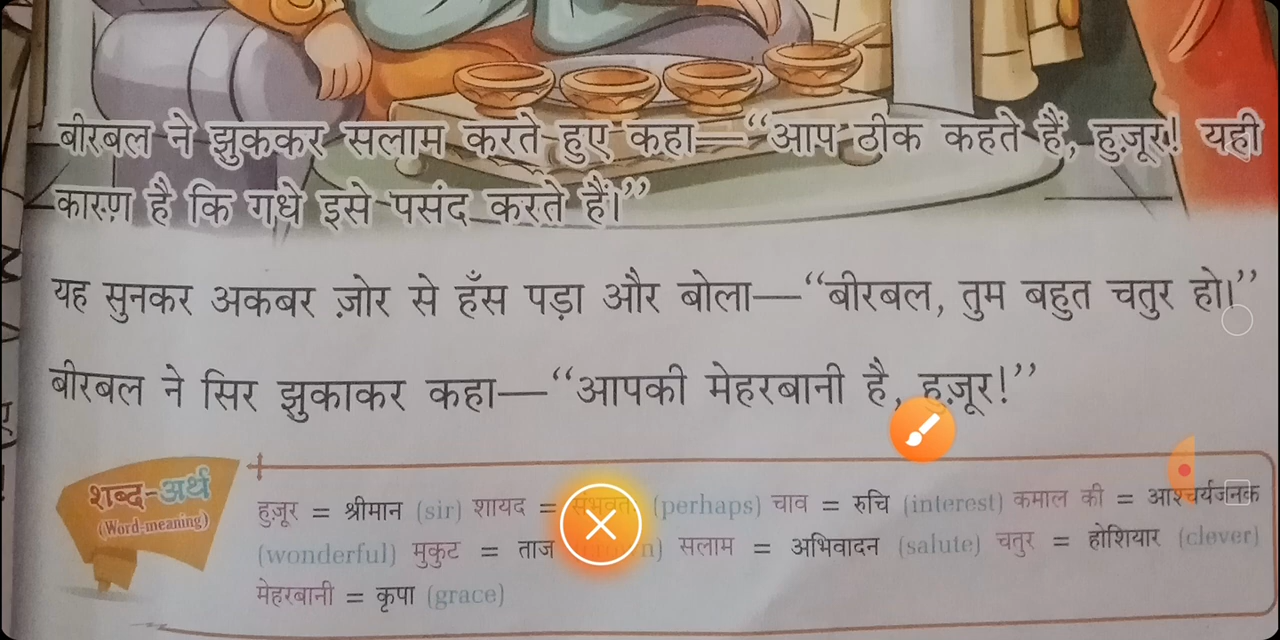 बीरबल ने झुककर सलाम करते हुए कहा—“आप ठीक कहते हैं, हुज़ूर! यही
कारण है कि गधे इसे पसंद करते हैं।”
यह सुनकर अकबर ज़ोर से हँस पड़ा और बोला—“बीरबल, तुम बहुत चतुर हो।”
बीरबल ने सिर झुकाकर कहा—“आपकी मेहरबानी है, हुज़ूर!”
शब्द-अर्थ
(Word-meaning)
हुज़ूर = श्रीमान (sir) शायद = (perhaps) चाव = रुचि (interest) कमाल की = आश्चर्यजनक
(wonderful) मुकुट = ताज सलाम = अभिवादन (salute) चतुर = होशियार (clever)
मेहरबानी = कृपा (grace)